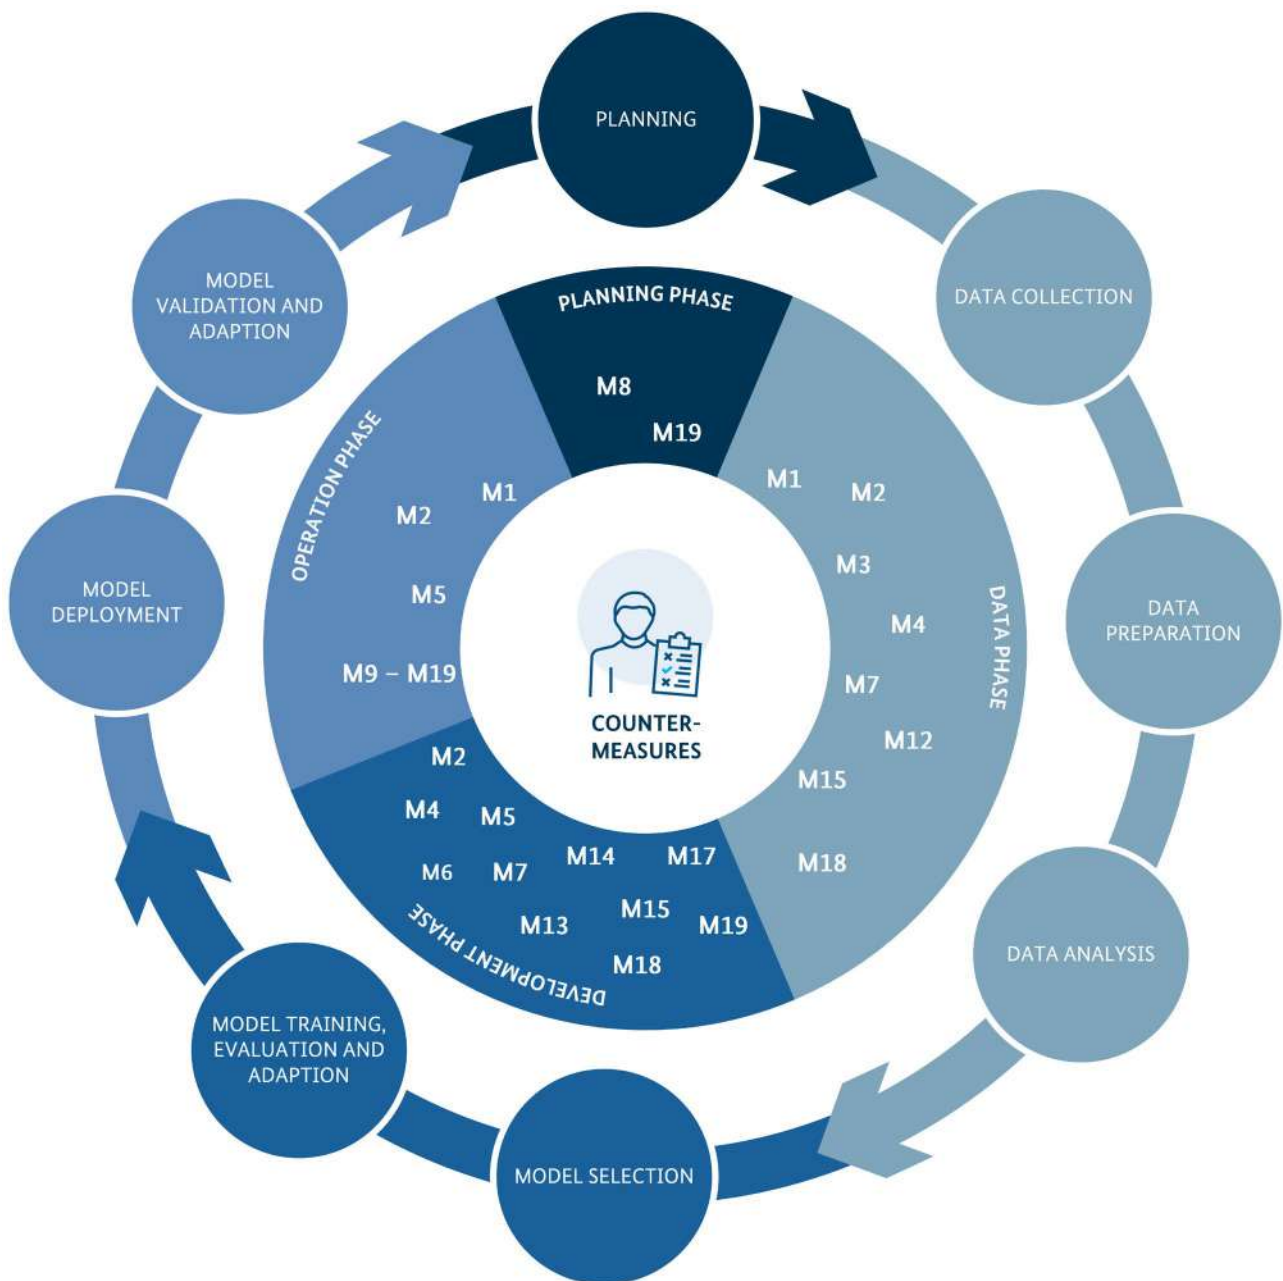 PLANNING
DATA COLLECTION
DATA
PREPARATION
DATA ANALYSIS
MODEL SELECTION
MODEL TRAINING,
EVALUATION AND
ADAPTION
MODEL
DEPLOYMENT
MODEL
VALIDATION AND
ADAPTION
PLANNING PHASE
M8
M19
DATA PHASE
M1
M2
M3
M4
M7
M12
M15
M18
DEVELOPMENT PHASE
M2
M4
M5
M6
M7
M14
M17
M13
M15
M19
M18
OPERATION PHASE
M1
M2
M5
M9 – M19
COUNTER-
MEASURES